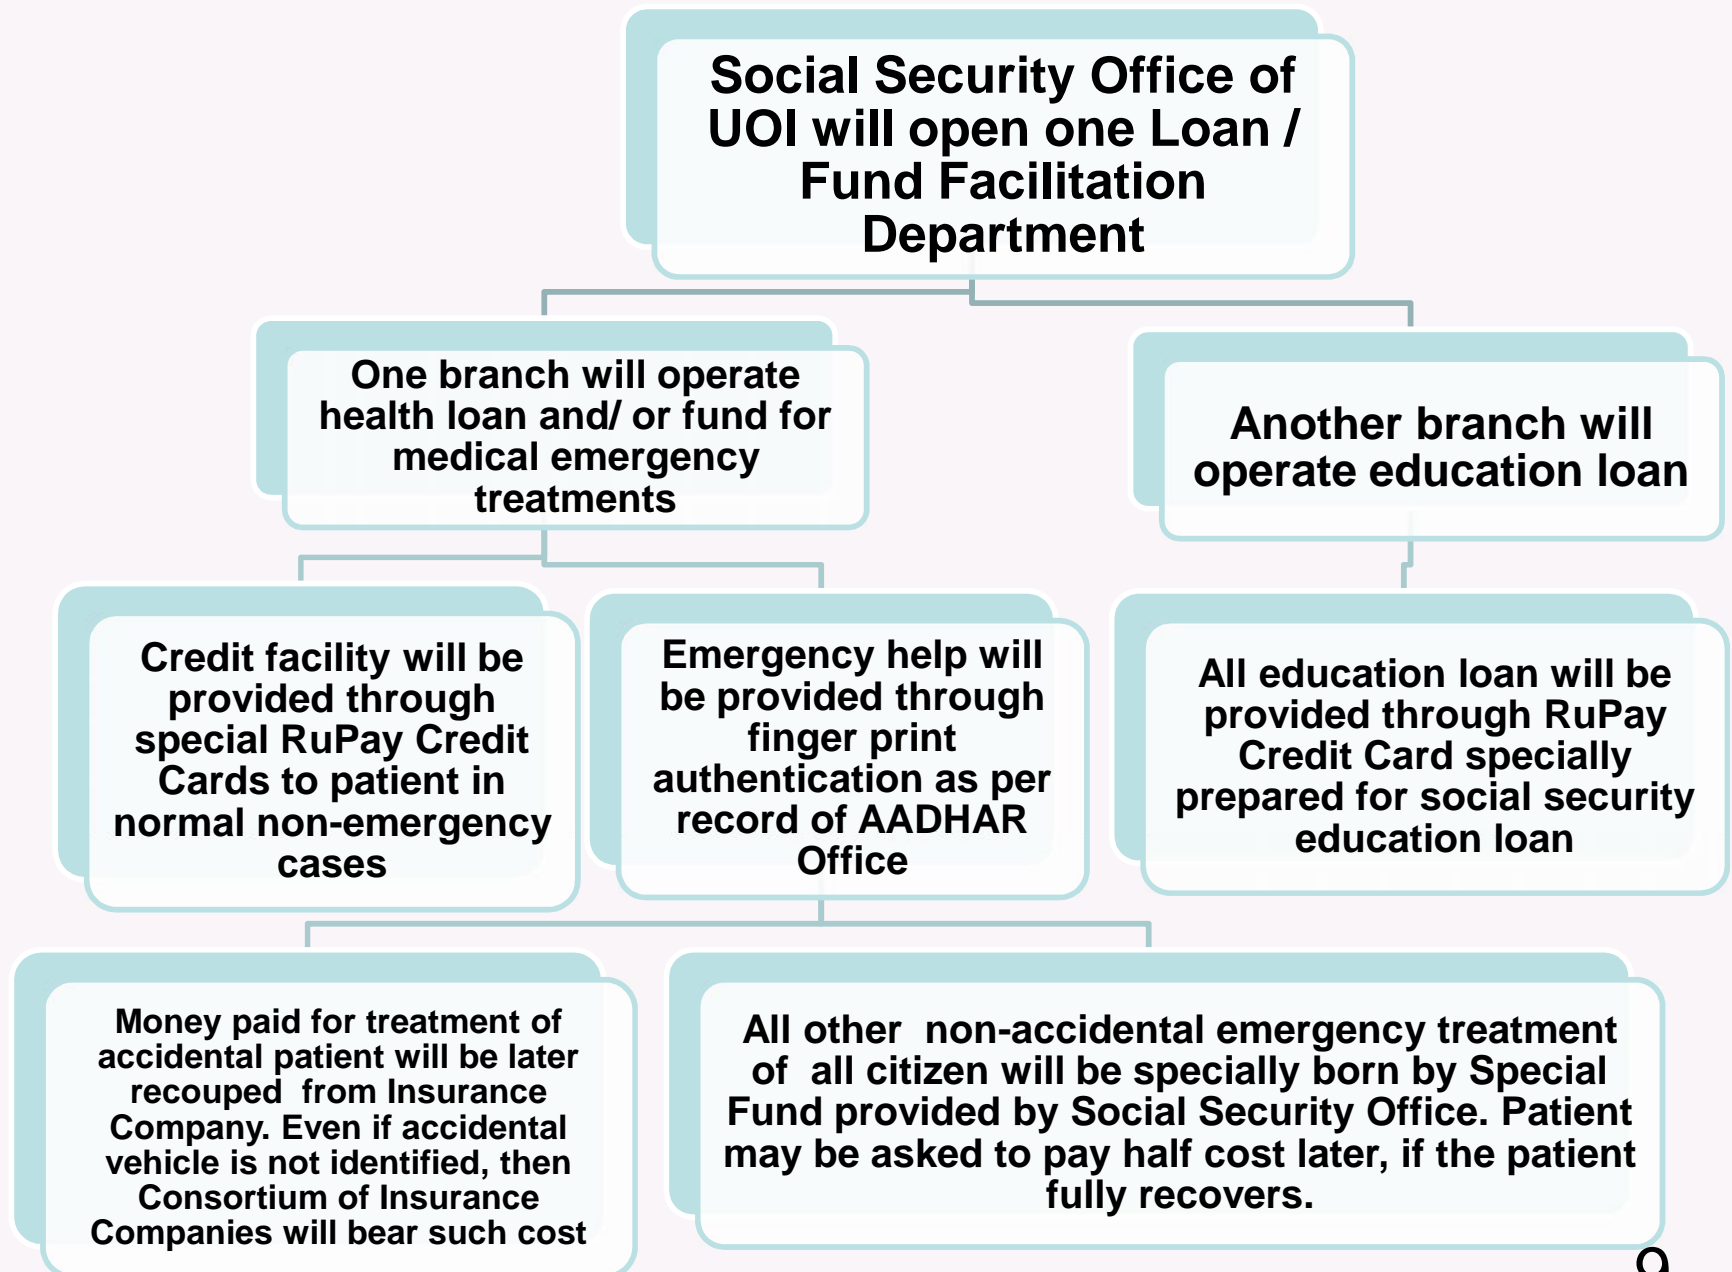 Social Security Office of
UOI will open one Loan /
Fund Facilitation
Department
One branch will operate
health loan and/ or fund for
medical emergency
treatments
Another branch will
operate education loan
Credit facility will be
provided through
special RuPay Credit
Cards to patient in
normal non-emergency
cases
Emergency help will
be provided through
finger print
authentication as per
record of AADHAR
Office
All education loan will be
provided through RuPay
Credit Card specially
prepared for social security
education loan
Money paid for treatment of
accidental patient will be later
recouped  from Insurance
Company. Even if accidental
vehicle is not identified, then
Consortium of Insurance
Companies will bear such cost
All other  non-accidental emergency treatment
of  all citizen will be specially born by Special
Fund provided by Social Security Office. Patient
may be asked to pay half cost later, if the patient
fully recovers.